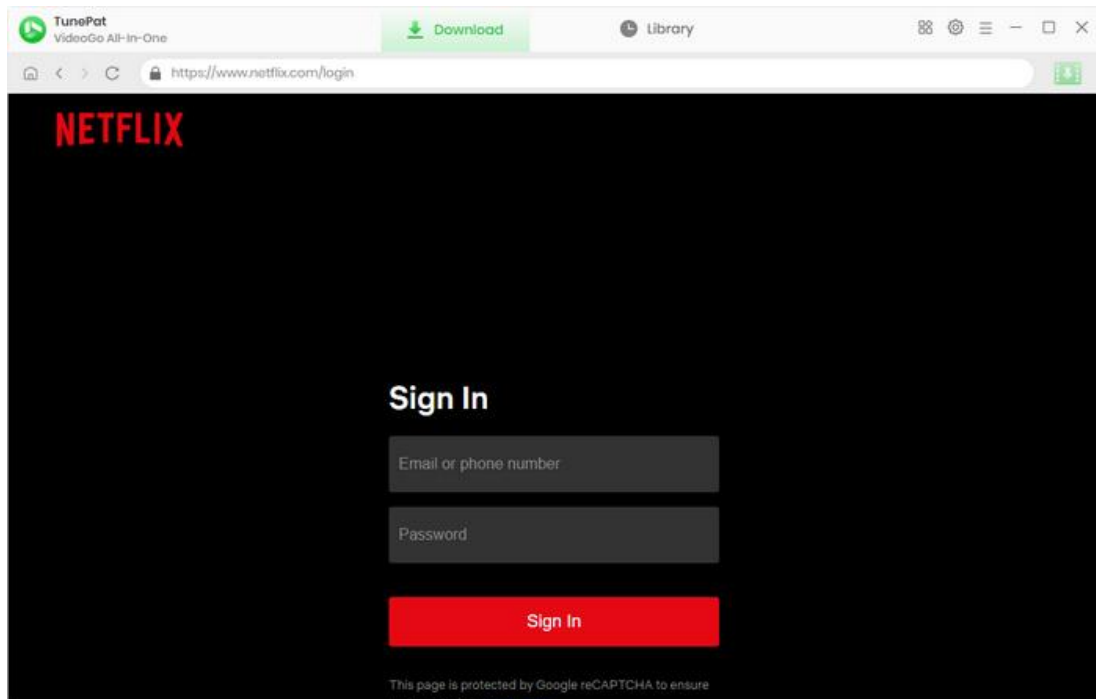 TunePat
VideoGo All-In-One
Download
Library
https://www.netflix.com/login
NETFLIX
Sign In
Email or phone number
Password
Sign In
This page is protected by Google reCAPTCHA to ensure